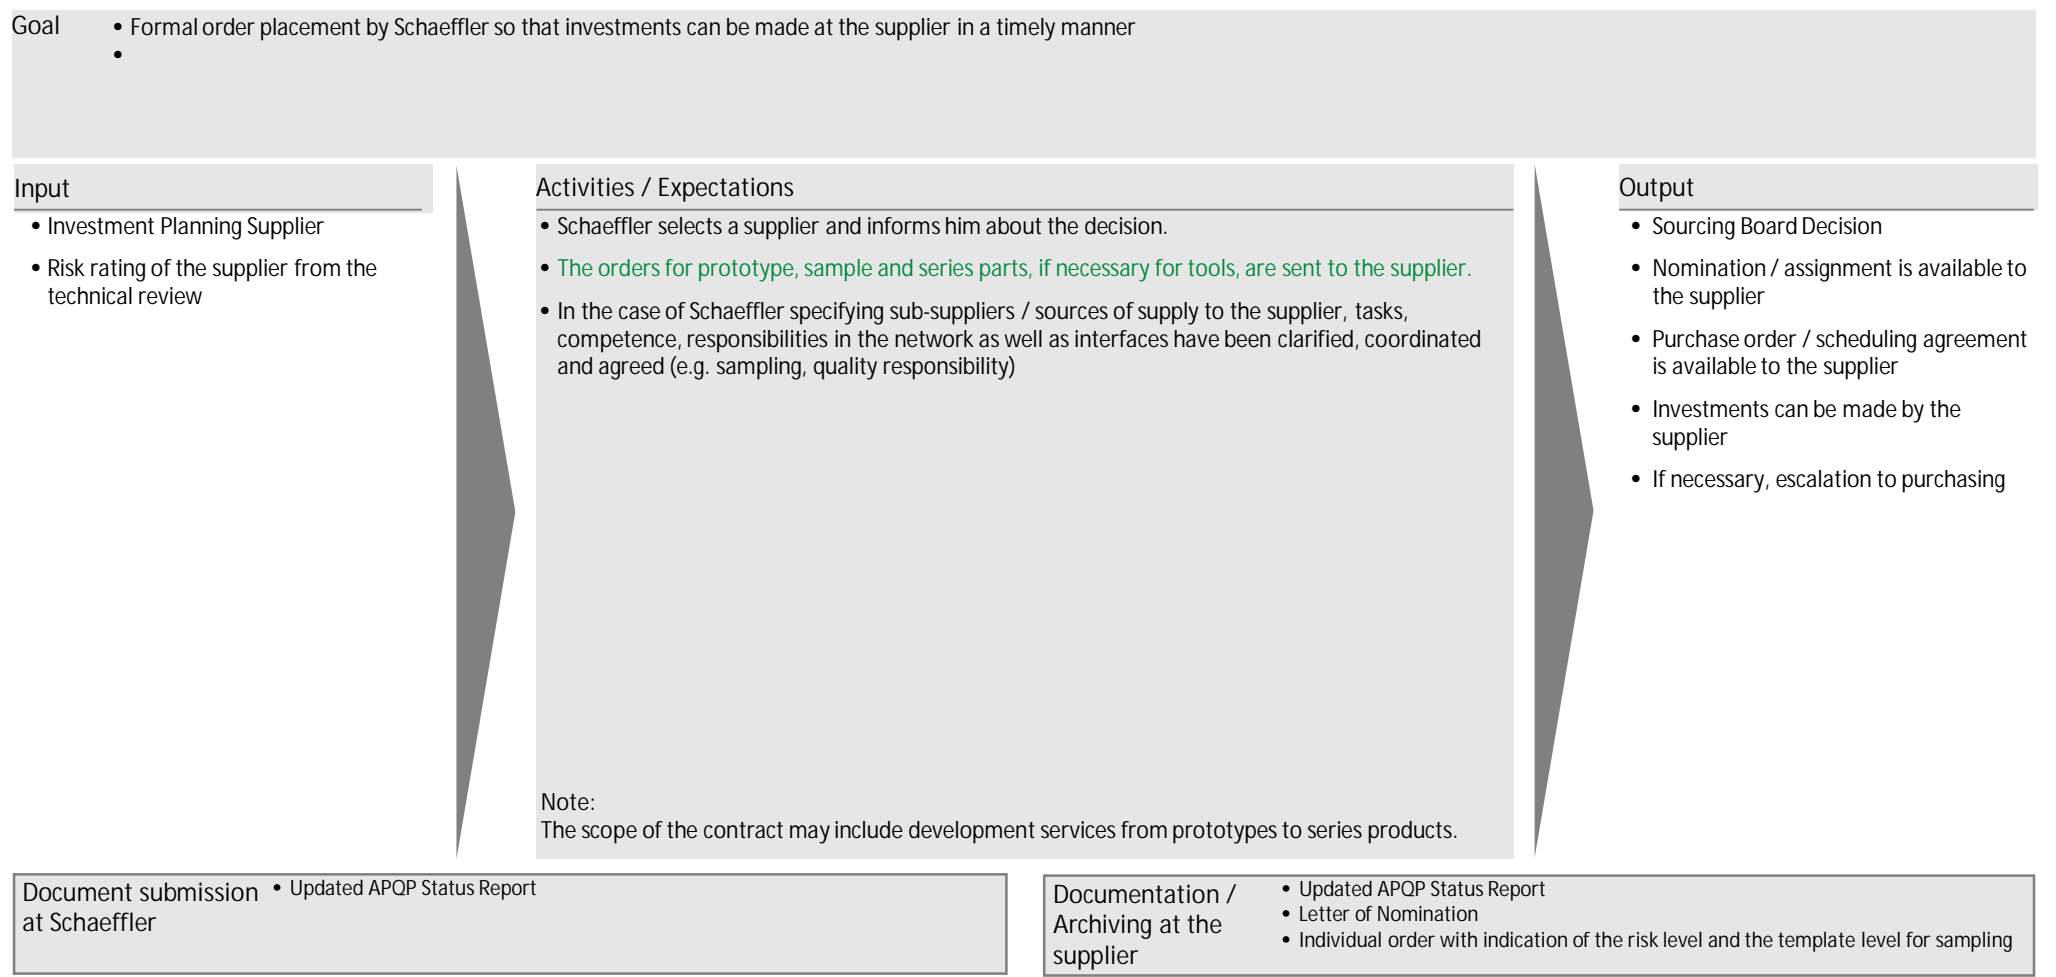 Goal
• Formal order placement by Schaeffler so that investments can be made at the supplier in a timely manner
•
Input
• Investment Planning Supplier
• Risk rating of the supplier from the
technical review
Activities / Expectations
• Schaeffler selects a supplier and informs him about the decision.
• The orders for prototype, sample and series parts, if necessary for tools, are sent to the supplier.
• In the case of Schaeffler specifying sub-suppliers / sources of supply to the supplier, tasks,
competence, responsibilities in the network as well as interfaces have been clarified, coordinated
and agreed (e.g. sampling, quality responsibility)
Note:
The scope of the contract may include development services from prototypes to series products.
Output
• Sourcing Board Decision
• Nomination / assignment is available to
the supplier
• Purchase order / scheduling agreement
is available to the supplier
• Investments can be made by the
supplier
• If necessary, escalation to purchasing
Document submission
at Schaeffler
• Updated APQP Status Report
Documentation /
Archiving at the
supplier
• Updated APQP Status Report
• Letter of Nomination
• Individual order with indication of the risk level and the template level for sampling